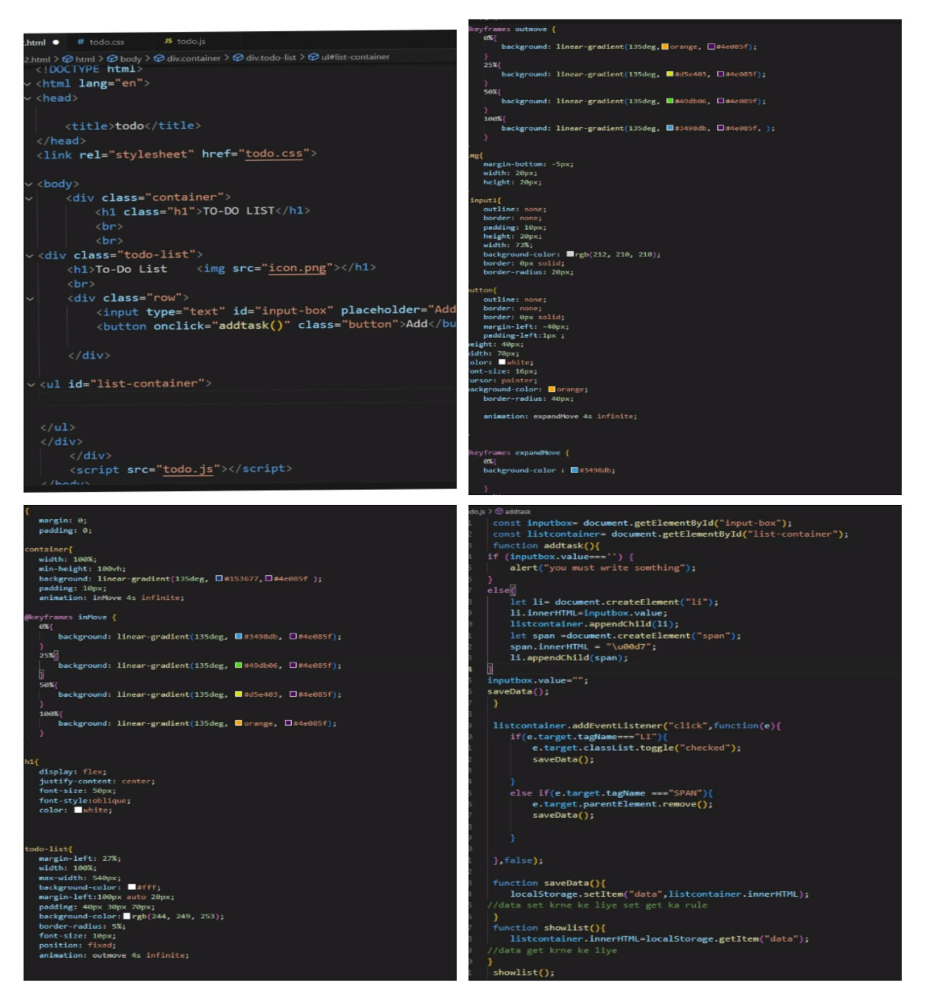 .html ● # todo.css JS todo.js
2.html > html > body > div.container > div.todo-list > ul#list-container
<!DOCTYPE html>
<html lang="en">
<head>
<title>todo</title>
</head>
<link rel="stylesheet" href="todo.css">
<body>
<div class="container">
<h1 class="h1">TO-DO LIST</h1>
<br>
<br>
<div class="todo-list">
<h1>To-Do List <img src="icon.png"></h1>
<br>
<div class="row">
<input type="text" id="input-box" placeholder="Add
<button onclick="addtask()" class="button">Add</bu
</div>
<ul id="list-container">
</ul>
</div>
</div>
<script src="todo.js"></script>
</body>
@keyframes outmove {
0%{
background: linear-gradient(135deg, orange, #4e085f);
}
25%{
background: linear-gradient(135deg, #d5e403, #4e085f);
}
50%{
background: linear-gradient(135deg, #49db06, #4e085f);
}
100%{
background: linear-gradient(135deg, #3498db, #4e085f, );
}
mg{
margin-bottom: -5px;
width: 20px;
height: 20px;
input1{
outline: none;
border: none;
padding: 10px;
height: 20px;
width: 73%;
background-color: rgb(212, 210, 210);
border: 0px solid;
border-radius: 20px;
utton{
outline: none;
border: none;
border: 0px solid;
margin-left: -40px;
padding-left:1px ;
eight: 40px;
idth: 70px;
olor: white;
ont-size: 16px;
ursor: pointer;
ackground-color: orange;
border-radius: 40px;
animation: expandMove 4s infinite;
@keyframes expandMove {
0%{
background-color : #3498db;
}
{
margin: 0;
padding: 0;
container{
width: 100%;
min-height: 100vh;
background: linear-gradient(135deg, #153677, #4e085f );
padding: 10px;
animation: inMove 4s infinite;
@keyframes inMove {
0%{
background: linear-gradient(135deg, #3498db, #4e085f);
}
25%{
background: linear-gradient(135deg, #49db06, #4e085f);
}
50%{
background: linear-gradient(135deg, #d5e403, #4e085f);
}
100%{
background: linear-gradient(135deg, orange, #4e085f);
}
h1{
display: flex;
justify-content: center;
font-size: 50px;
font-style:oblique;
color: white;
todo-list{
margin-left: 27%;
width: 100%;
max-width: 540px;
background-color: #fff;
margin-left:100px auto 20px;
padding: 40px 30px 70px;
background-color: rgb(244, 249, 253);
border-radius: 5%;
font-size: 10px;
position: fixed;
animation: outmove 4s infinite;
do.js > addtask
const inputbox= document.getElementById("input-box");
const listcontainer= document.getElementById("list-container");
function addtask(){
if (inputbox.value==='') {
alert("you must write somthing");
}
else{
let li= document.createElement("li");
li.innerHTML=inputbox.value;
listcontainer.appendChild(li);
let span =document.createElement("span");
span.innerHTML = "\u00d7";
li.appendChild(span);
}
inputbox.value="";
saveData();
}
listcontainer.addEventListener("click",function(e){
if(e.target.tagName==="LI"){
e.target.classList.toggle("checked");
saveData();
}
else if(e.target.tagName ==="SPAN"){
e.target.parentElement.remove();
saveData();
}
},false);
function saveData(){
localStorage.setItem("data",listcontainer.innerHTML);
//data set krne ke liye set get ka rule
}
function showlist(){
listcontainer.innerHTML=localStorage.getItem("data");
//data get krne ke liye
}
showlist();